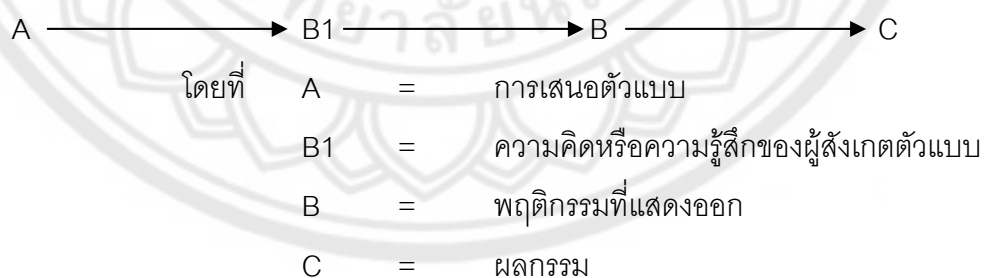 A B1 B C
โดยที่ A = การเสนอตัวแบบ
B1 = ความคิดหรือความรู้สึกของผู้สังเกตตัวแบบ
B = พฤติกรรมที่แสดงออก
C = ผลกรรม